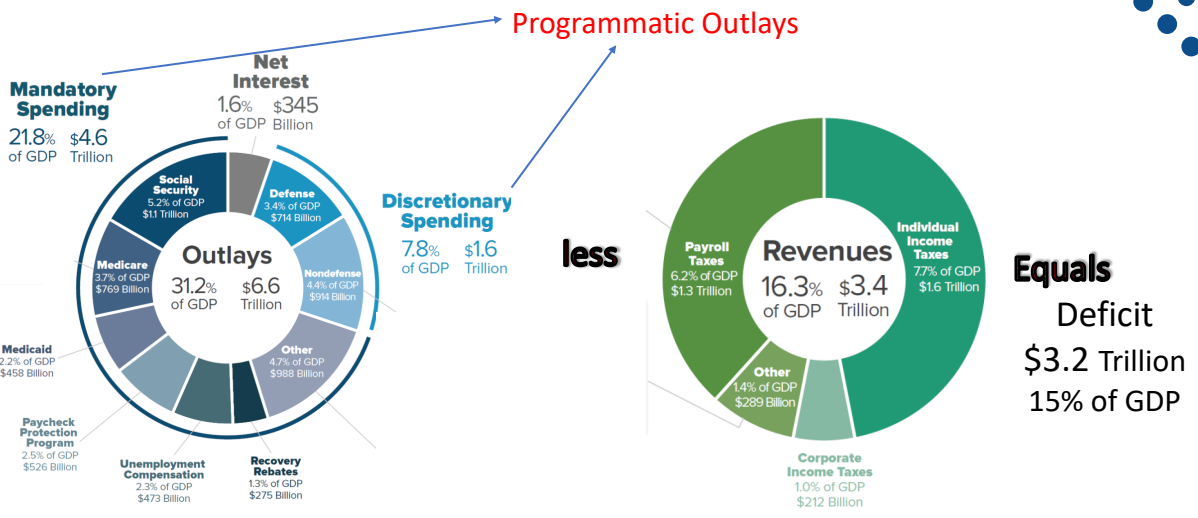 Programmatic Outlays
Mandatory
Spending
21.8% $4.6
of GDP Trillion
Net
Interest
1.6% $345
of GDP Billion
Social
Security
5.2% of GDP
$1.1 Trillion
Defense
3.4% of GDP
$714 Billion
Discretionary
Spending
7.8% $1.6
of GDP Trillion
Medicare
3.7% of GDP
$769 Billion
Outlays
31.2% $6.6
of GDP Trillion
Nondefense
4.4% of GDP
$914 Billion
Medicaid
2.2% of GDP
$458 Billion
Other
4.7% of GDP
$988 Billion
Paycheck
Protection
Program
2.5% of GDP
$526 Billion
Unemployment
Compensation
2.3% of GDP
$473 Billion
Recovery
Rebates
1.3% of GDP
$275 Billion
less
Payroll
Taxes
6.2% of GDP
$1.3 Trillion
Revenues
16.3% $3.4
of GDP Trillion
Individual
Income
Taxes
7.7% of GDP
$1.6 Trillion
Other
1.4% of GDP
$289 Billion
Corporate
Income Taxes
1.0% of GDP
$212 Billion
Equals
Deficit
$3.2 Trillion
15% of GDP